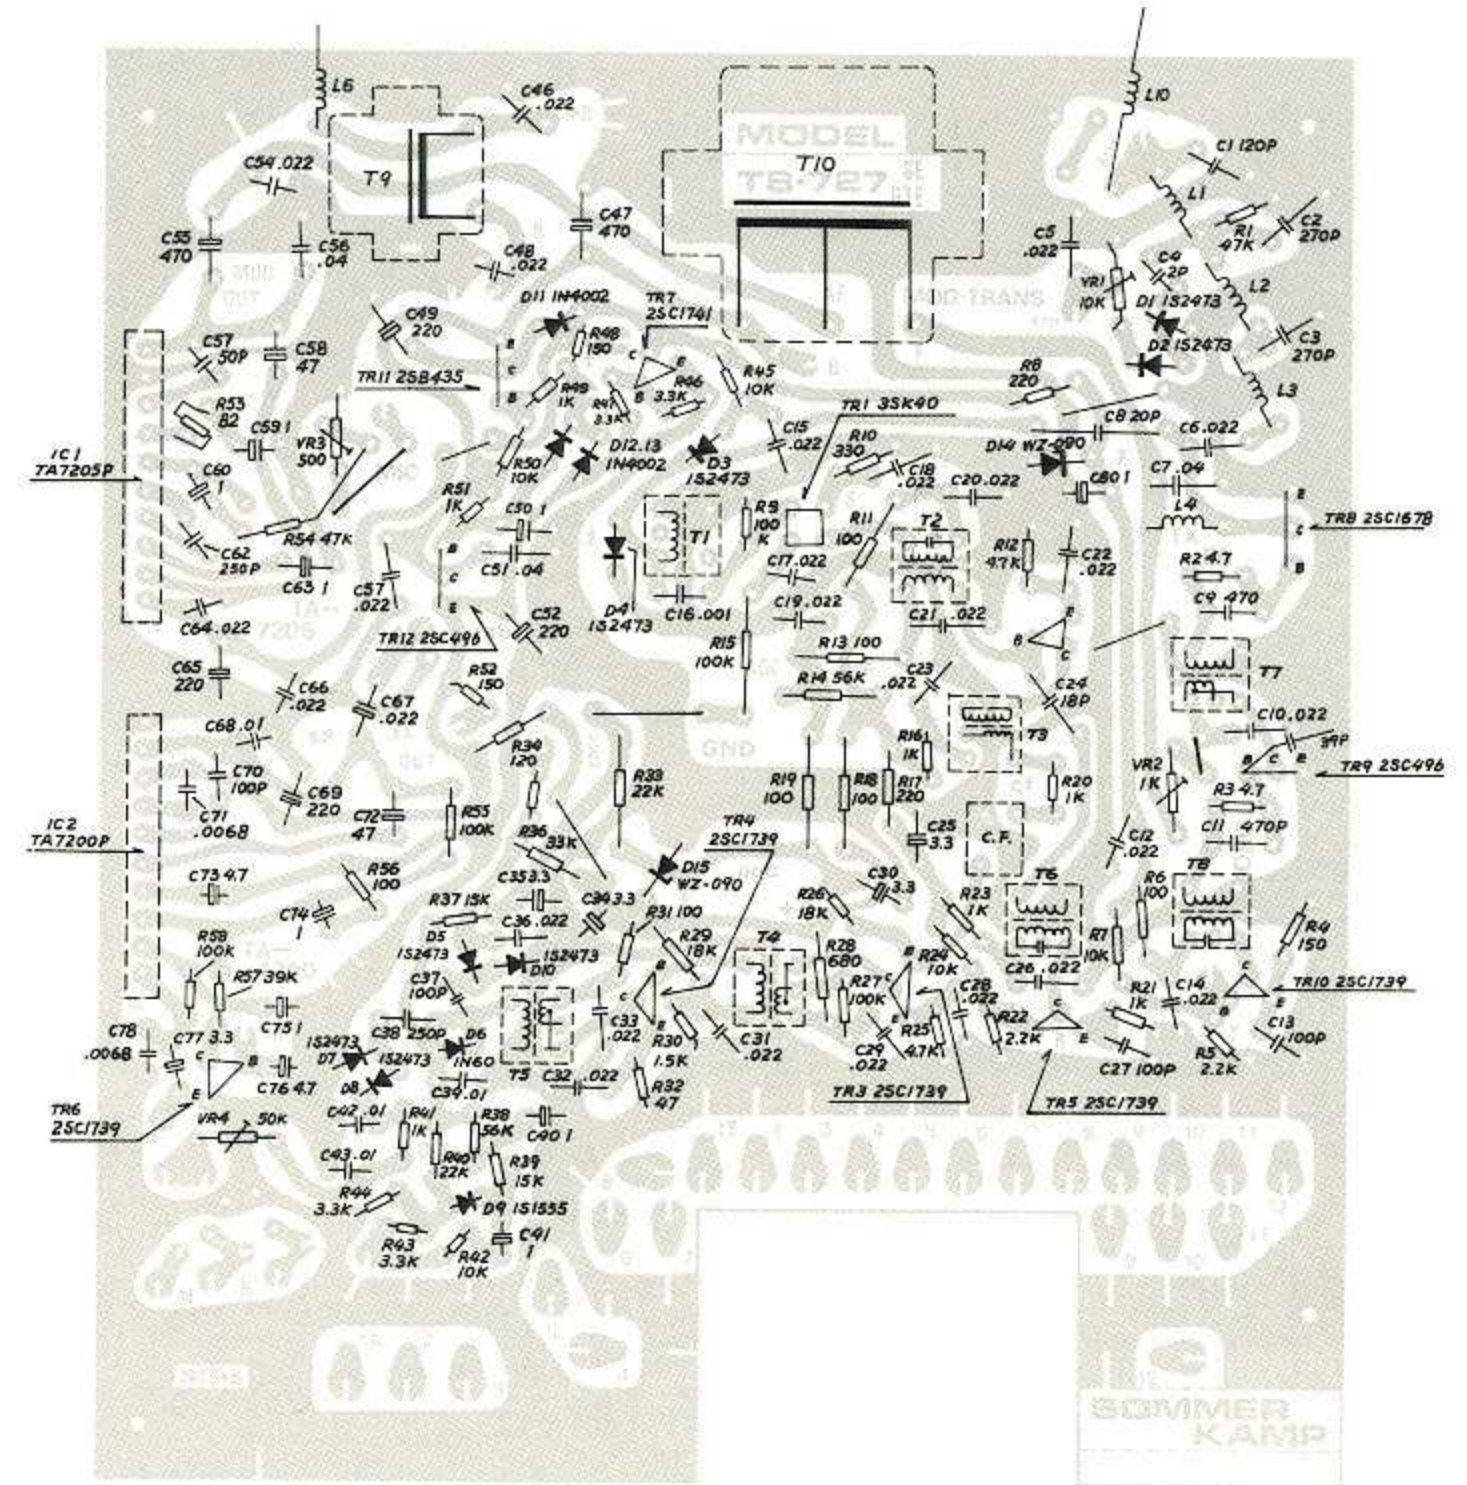 L6
C46
.022
L10
MODEL
TS-727
T10
T9
C54 .022
C1 120P
L1
C2
270P
R1
47K
C47
470
C5
.022
C55
470
C56
.04
C48
.022
C4
2P
VR1
10K
L2
D1 1S2473
D11 1N4002
TR7
2SC1741
MOD-TRANS
C49
220
R48
150
D2 1S2473
C3
270P
C57
50P
C58
47
C
E
B
TR11 2SB435
B
C
B
R49
1K
R47
3.3K
R46
3.3K
R45
10K
R8
220
L3
R53
82
C59 1
VR3
500
TR1 3SK40
C8 20P
C15
.022
R10
330
C6 .022
D14 WZ-090
IC1
TA7205P
C60
1
R50
10K
D12.13
1N4002
D3
1S2473
C18
.022
C20 .022
C80 1
C7 .04
R51
1K
C50 1
T1
R9
100
K
R11
100
T2
L4
E
C
B
TR8 2SC1678
R54 47K
C62
250P
C63 1
C51 .04
C17 .022
R12
47K
C22
.022
R2 4.7
C57
.022
B
C
E
D4
1S2473
C16 .001
C19 .022
C21 .022
C9 470
C64 .022
TA-
7205
TR12 2SC496
C52
220
R15
100K
R13 100
B
E
C
C65
220
R52
150
R14 56K
C23
.022
T7
C66
.022
C67
.022
C24
18P
C68 .01
R34
120
GND
R16
1K
T3
C10 .022
39P
C70
100P
C69
220
R33
22K
R19
100
R18
100
R17
220
R20
1K
VR2
1K
B
C
E
TR9 2SC496
C71
.0068
C72
47
R55
100K
R3 4.7
IC2
TA7200P
R36
33K
TR4
2SC1739
C25
3.3
C.F.
C12
.022
C11 470P
D15
WZ-090
C73 4.7
R56
100
C35 3.3
C30
3.3
T6
R6
100
T8
C74
1
R37 15K
C34 3.3
R26
18K
R23
1K
C36 .022
R31 100
R4
150
R58
100K
D5
1S2473
1S2473
D10
R29
18K
T4
R28
680
R24
10K
R7
10K
R57 39K
C37
100P
R27
100K
C26 .022
R21
1K
C14
.022
TR10 2SC1739
C78
.0068
C77 3.3
C75 1
C38 250P
D6
1N60
C33
.022
R30
1.5K
C31
.022
C29
.022
R25
47K
C28
.022
R22
2.2K
C27 100P
R5
2.2K
C13
100P
1S2473
D7
1S2473
D8
C76 4.7
C39 .01
T5
C32 .022
R32
47
TR3 2SC1739
TR5 2SC1739
TR6
2SC1739
VR4
50K
C42 .01
R41
1K
R38
56K
C40 1
C43 .01
R40
22K
R39
15K
R44
3.3K
D9 1S1555
R43
3.3K
R42
10K
C41
1
SOMMER
KAMP